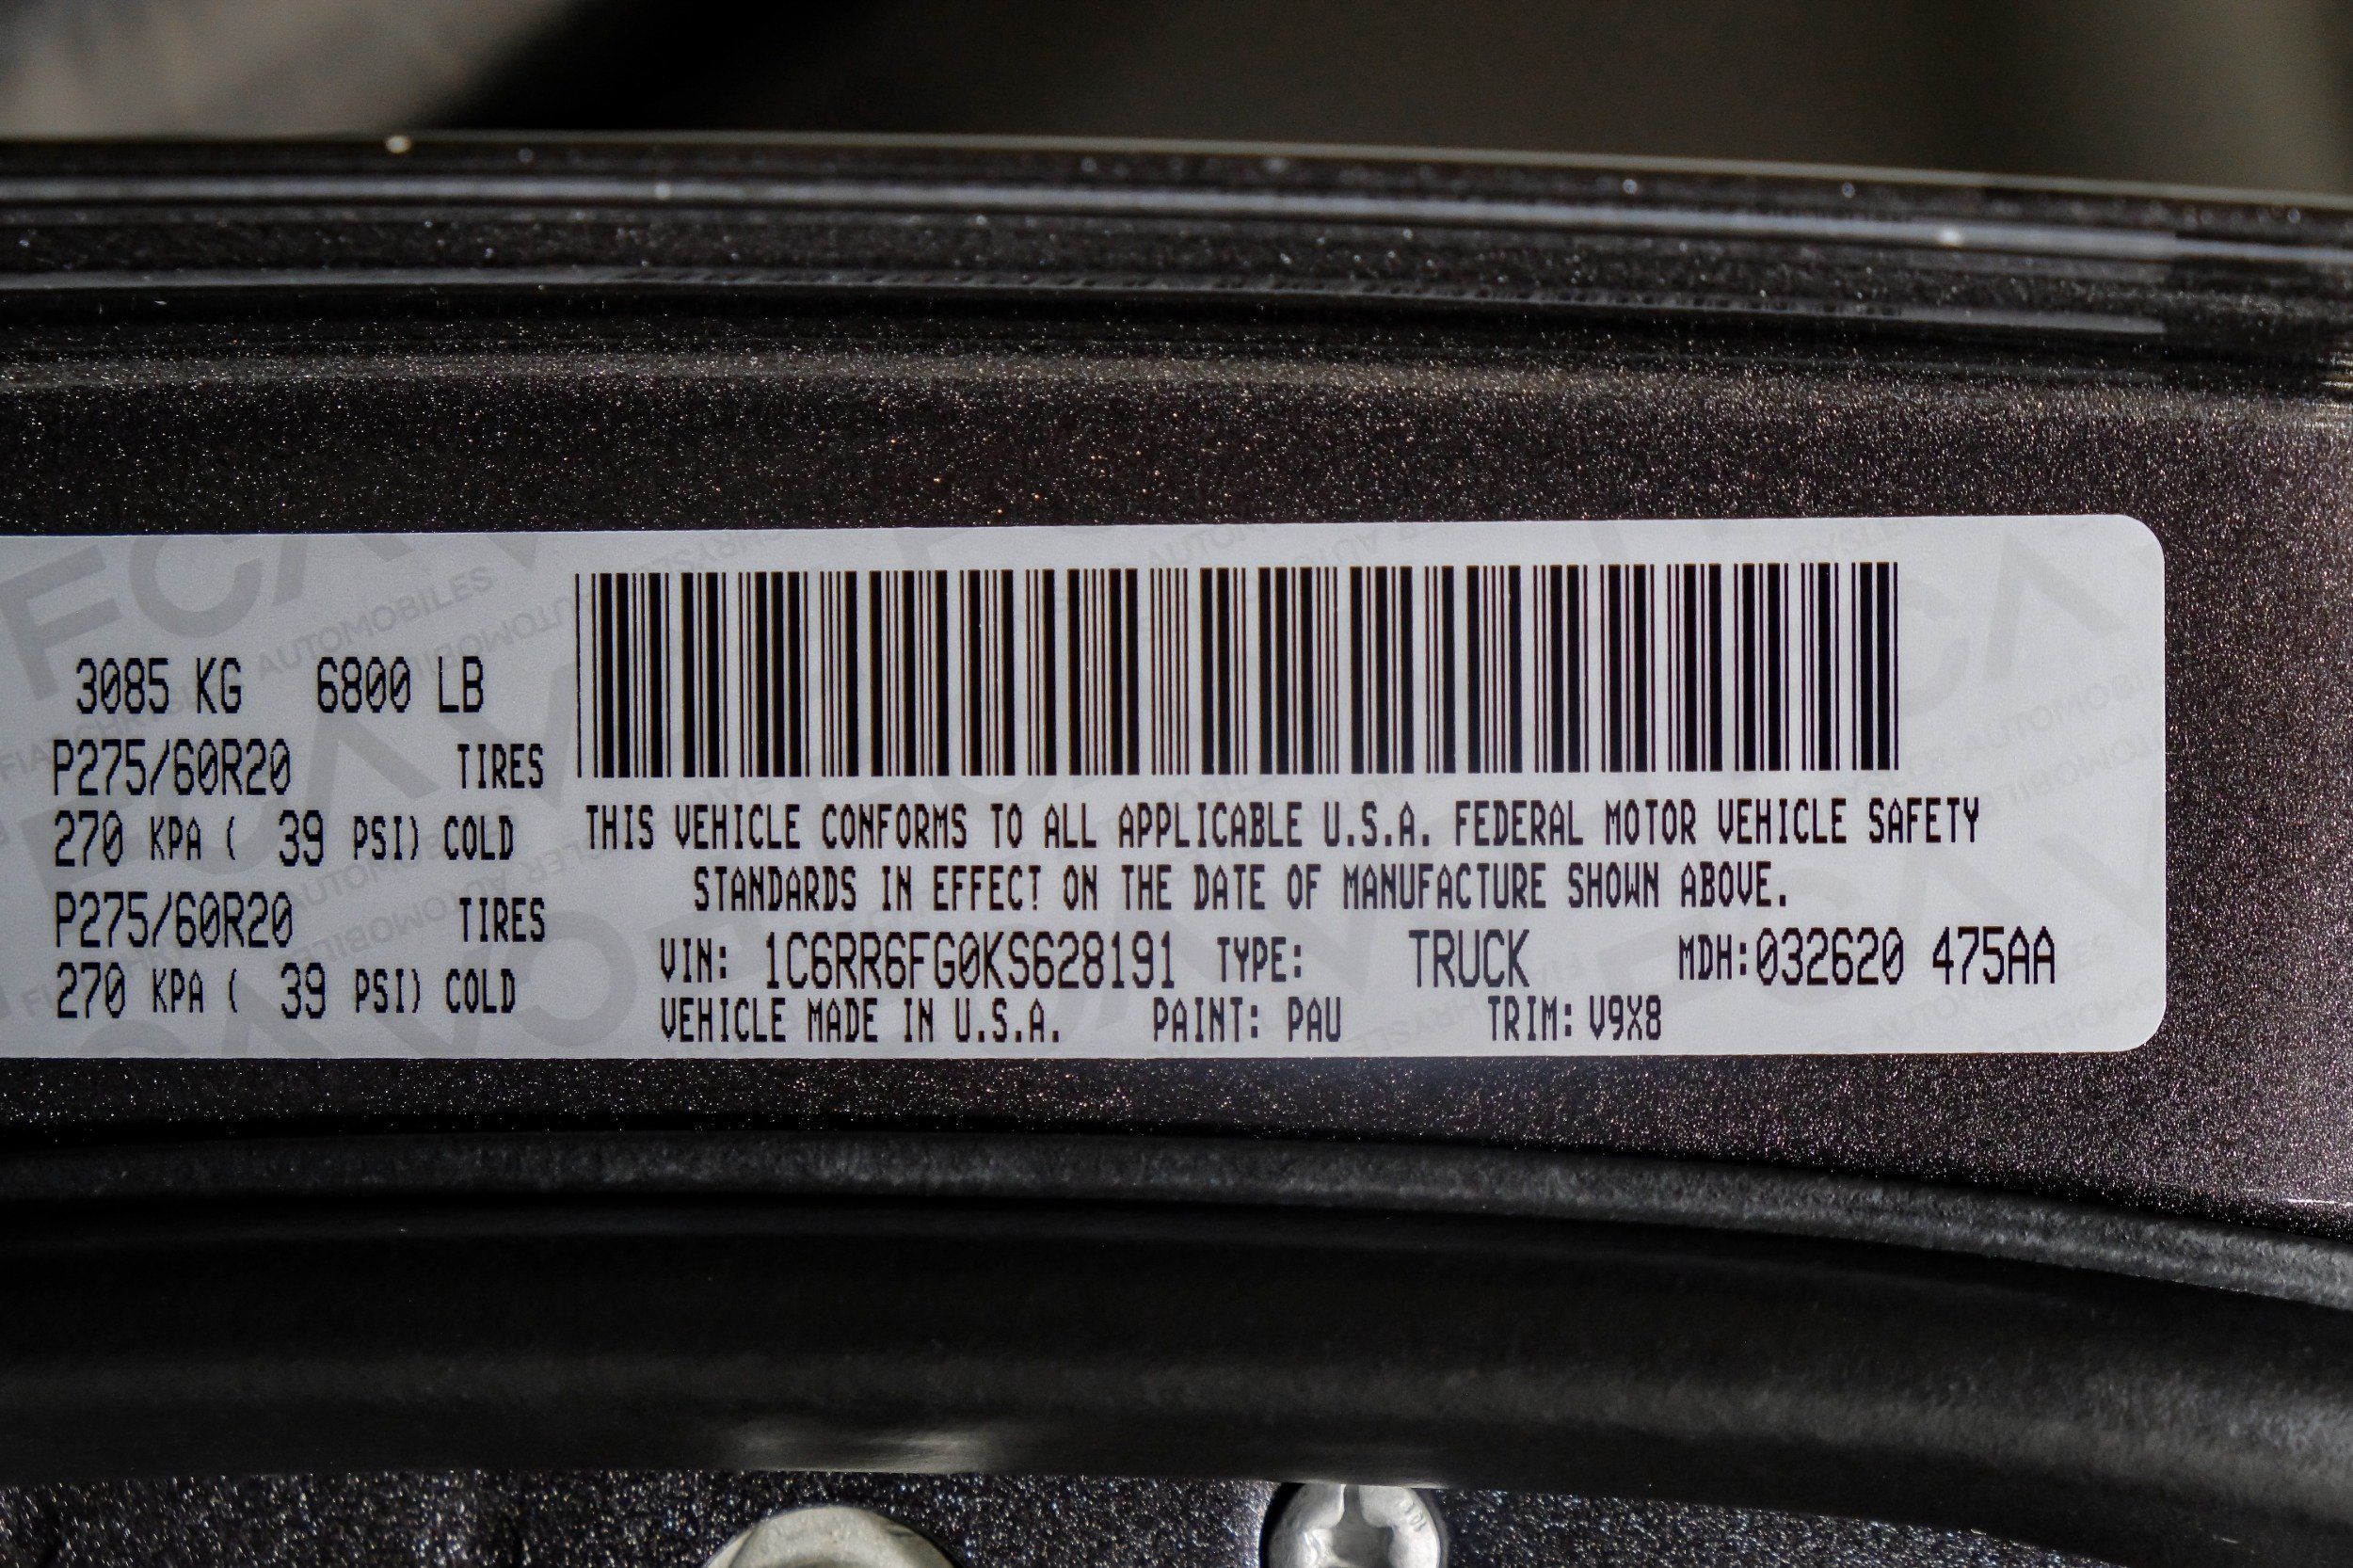 3085 KG 6800 LB
P275/60R20 TIRES
270 KPA ( 39 PSI) COLD
P275/60R20 TIRES
270 KPA ( 39 PSI) COLD
THIS VEHICLE CONFORMS TO ALL APPLICABLE U.S.A. FEDERAL MOTOR VEHICLE SAFETY
STANDARDS IN EFFECT ON THE DATE OF MANUFACTURE SHOWN ABOVE.
VIN: 1C6RR6FG0KS628191 TYPE: TRUCK MDH:032620 475AA
VEHICLE MADE IN U.S.A. PAINT: PAU TRIM: V9X8